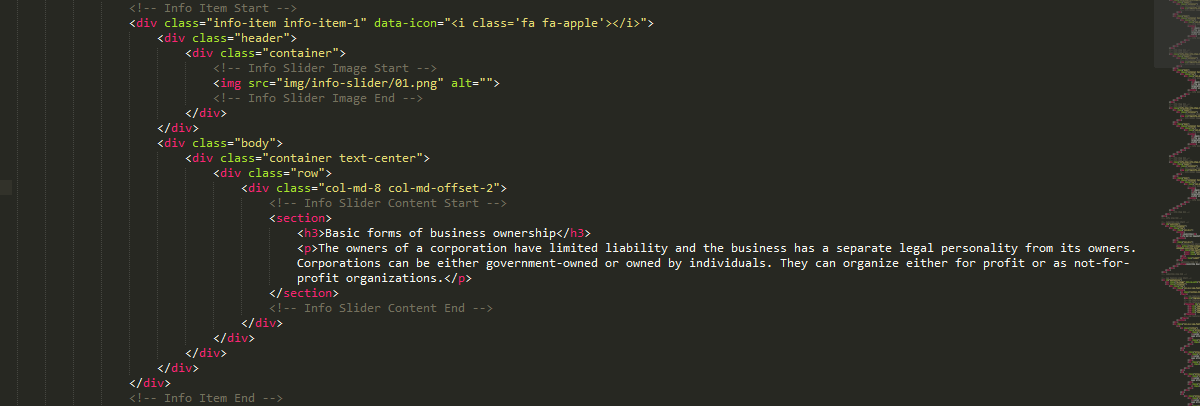 <!-- Info Item Start -->
<div class="info-item info-item-1" data-icon="<i class='fa fa-apple'></i>">
<div class="header">
<div class="container">
<!-- Info Slider Image Start -->
<img src="img/info-slider/01.png" alt="">
<!-- Info Slider Image End -->
</div>
</div>
<div class="body">
<div class="container text-center">
<div class="row">
<div class="col-md-8 col-md-offset-2">
<!-- Info Slider Content Start -->
<section>
<h3>Basic forms of business ownership</h3>
<p>The owners of a corporation have limited liability and the business has a separate legal personality from its owners.
Corporations can be either government-owned or owned by individuals. They can organize either for profit or as not-for-
profit organizations.</p>
</section>
<!-- Info Slider Content End -->
</div>
</div>
</div>
</div>
</div>
<!-- Info Item End -->